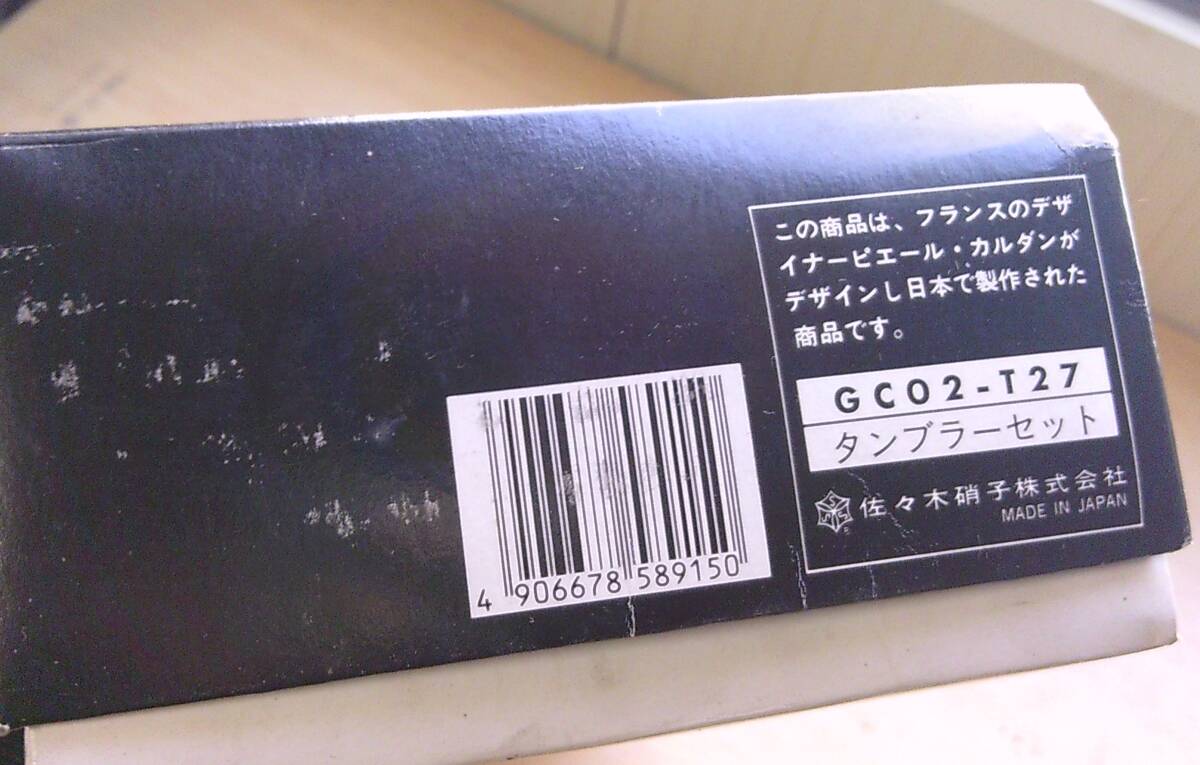 この商品は、フランスのデザ
イナーピエール・カルダンが
デザインし日本で製作された
商品です。
GC02-T27
タンブラーセット
佐々木硝子株式会社
MADE IN JAPAN
4 906678 589150